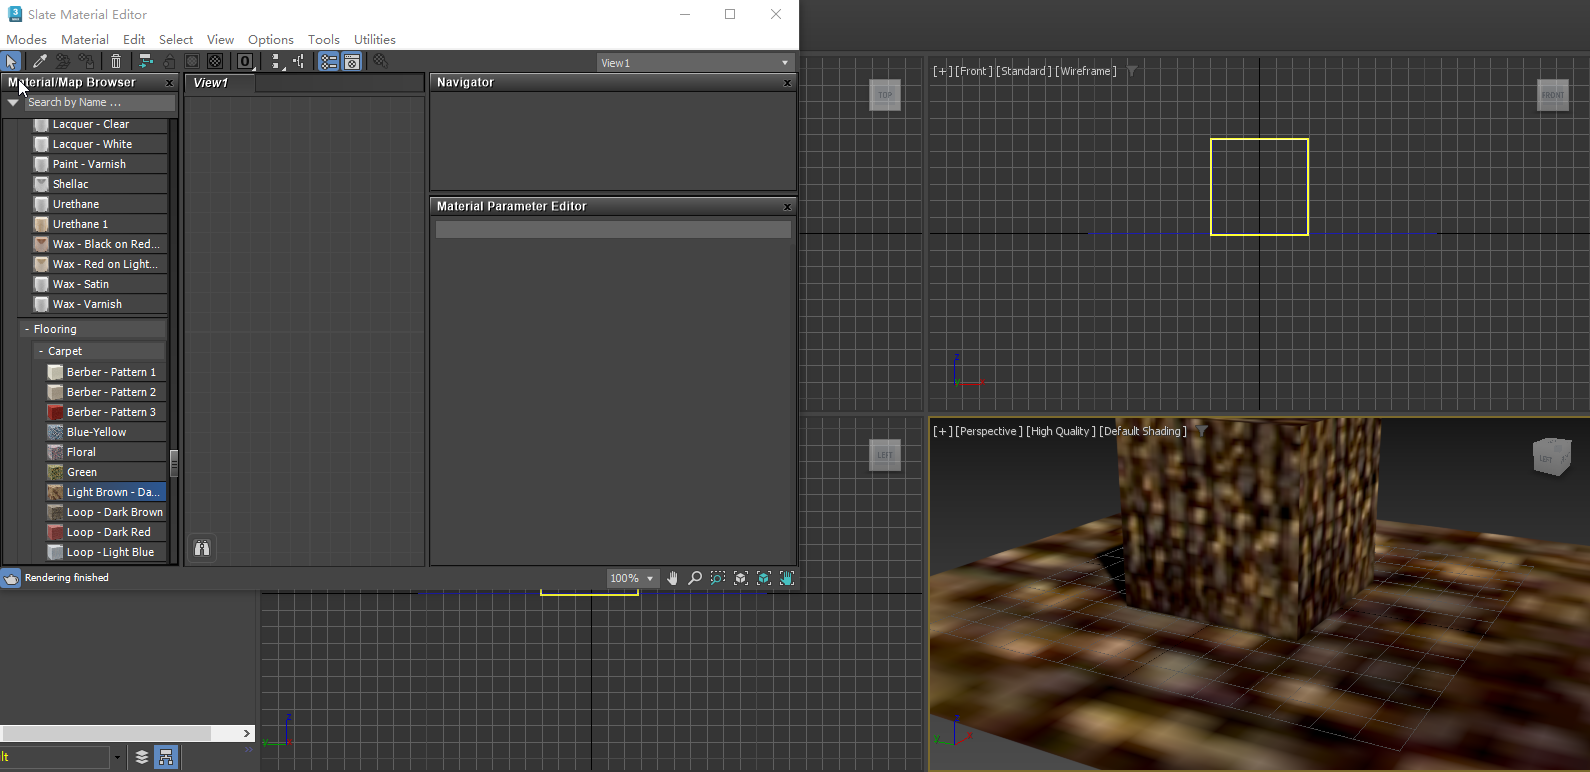 Slate Material Editor
Modes Material Edit Select View Options Tools Utilities
View1
Material/Map Browser
View1
Navigator
Search by Name ...
Lacquer - Clear
Lacquer - White
Paint - Varnish
Shellac
Urethane
Urethane 1
Wax - Black on Red...
Wax - Red on Light...
Wax - Satin
Wax - Varnish
- Flooring
- Carpet
Berber - Pattern 1
Berber - Pattern 2
Berber - Pattern 3
Blue-Yellow
Floral
Green
Light Brown - Da...
Loop - Dark Brown
Loop - Dark Red
Loop - Light Blue
Material Parameter Editor
Rendering finished
100%
TOP
[+] [Front ] [Standard ] [Wireframe ]
FRONT
z
LEFT
[+] [Perspective ] [High Quality ] [Default Shading ]
LEFT
z
lt